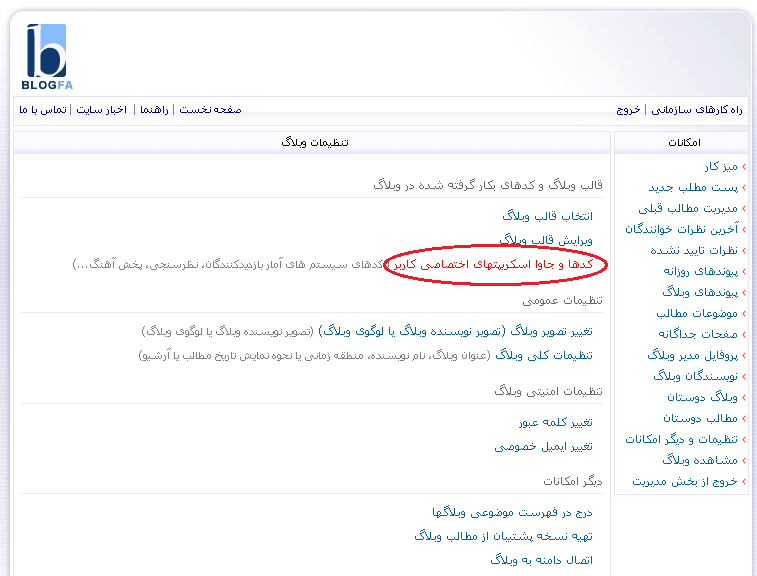 BLOGFA
راه کارهای سازمانی | خروج
صفحه نخست | راهنما | اخبار سایت | تماس با ما
امکانات
میز کار
پست مطلب جدید
مدیریت مطالب قبلی
آخرین نظرات خوانندگان
نظرات تایید نشده
پیوندهای روزانه
پیوندهای وبلاگ
موضوعات مطالب
صفحات جداگانه
پروفایل مدیر وبلاگ
نویسندگان وبلاگ
وبلاگ دوستان
مطالب دوستان
تنظیمات و دیگر امکانات
مشاهده وبلاگ
خروج از بخش مدیریت
تنظیمات وبلاگ
قالب وبلاگ و کدهای بکار گرفته شده در وبلاگ
انتخاب قالب وبلاگ
ویرایش قالب وبلاگ
کدها و جاوا اسکریپتهای اختصاصی کاربر (کدهای سیستم های آمار بازدیدکنندگان، نظرسنجی، پخش آهنگ...)
تنظیمات عمومی
تغییر تصویر وبلاگ (تصویر نویسنده وبلاگ یا لوگوی وبلاگ) (تصویر نویسنده وبلاگ یا لوگوی وبلاگ)
تنظیمات کلی وبلاگ (عنوان وبلاگ، نام نویسنده، منطقه زمانی یا نحوه نمایش تاریخ مطالب یا آرشیو)
تنظیمات امنیتی وبلاگ
تغییر کلمه عبور
تغییر ایمیل خصوصی
دیگر امکانات
درج در فهرست موضوعی وبلاگها
تهیه نسخه پشتیبان از مطالب وبلاگ
اتصال دامنه به وبلاگ